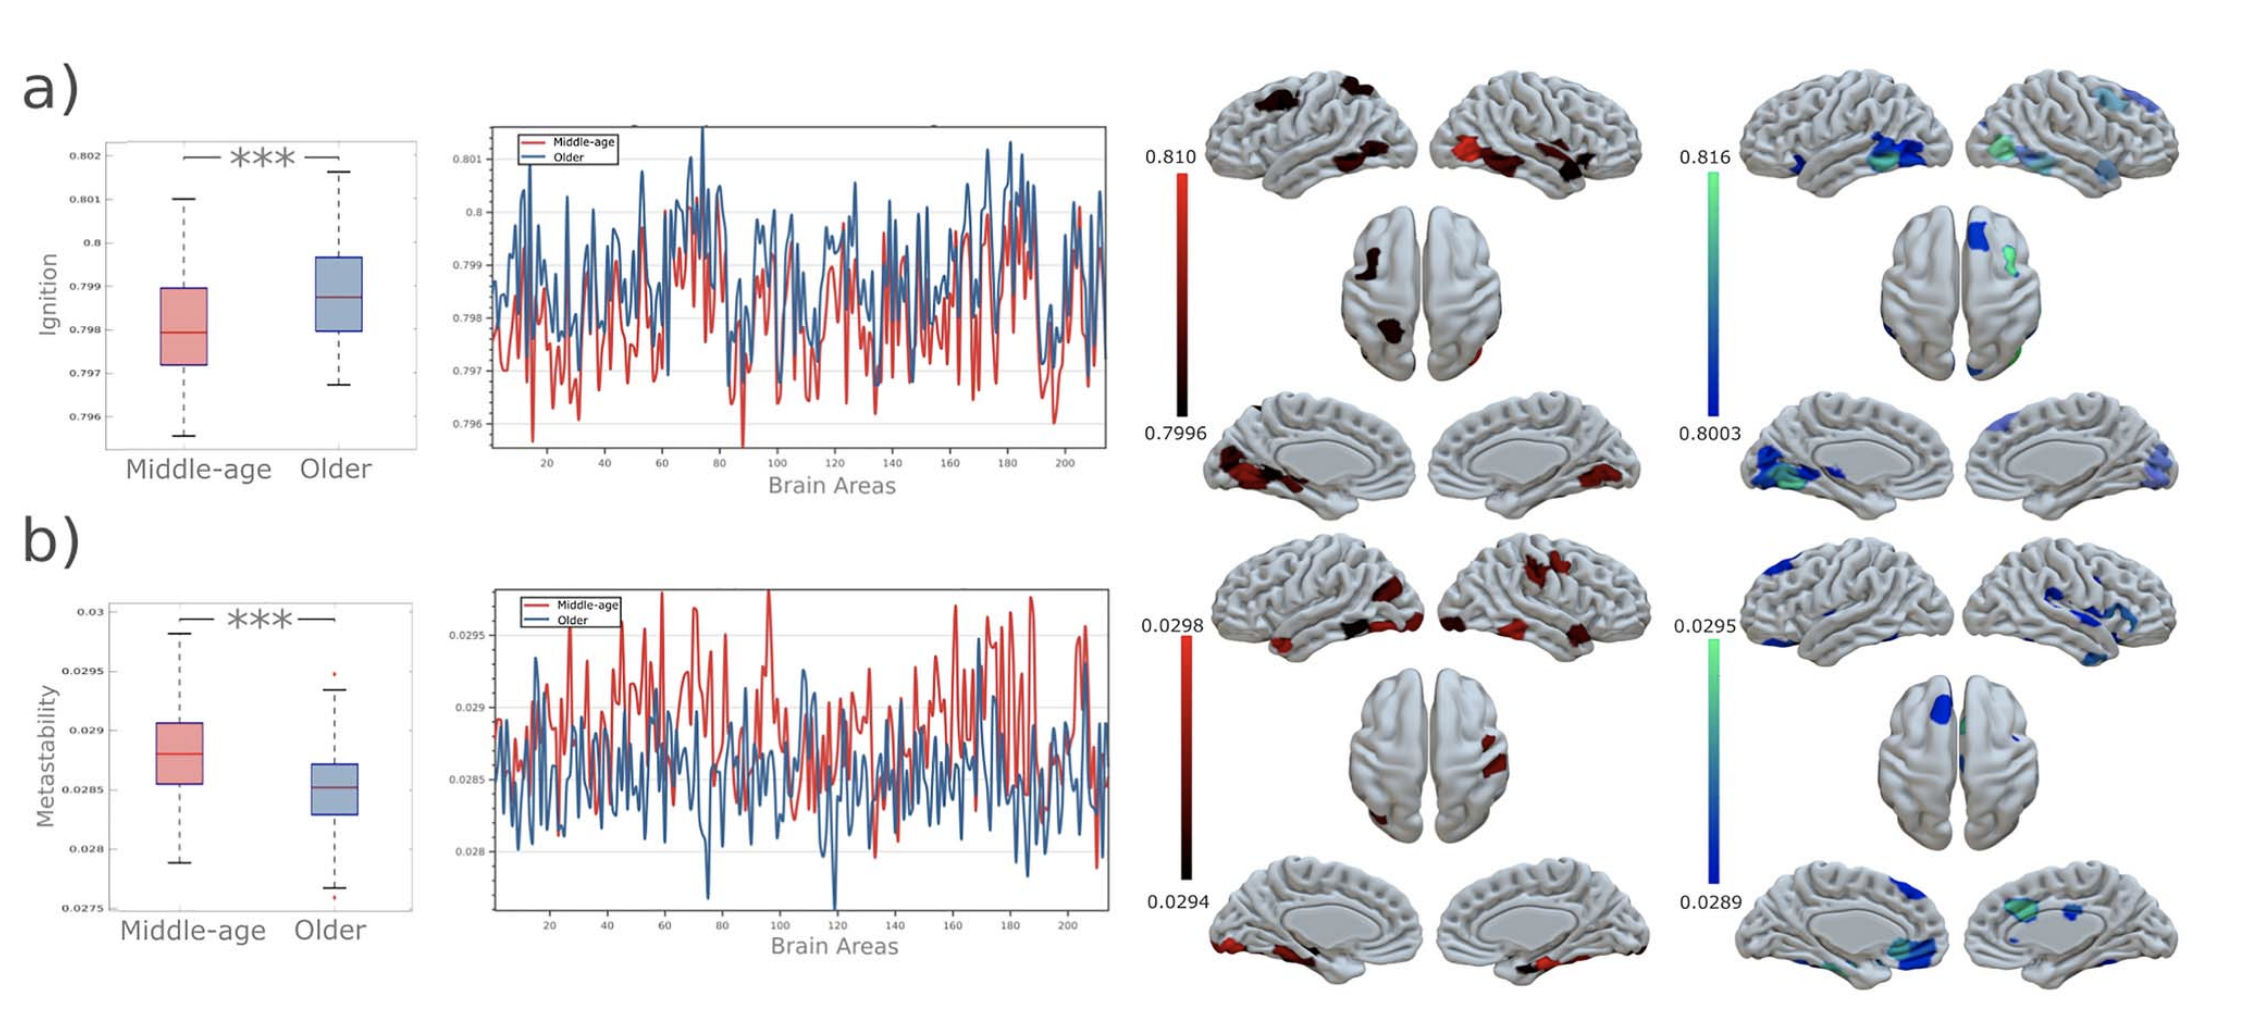 a)
0.802
0.801
0.8
0.799
0.798
0.797
0.796
Ignition
***
Middle-age Older
Middle-age
Older
0.801
0.8
0.799
0.798
0.797
0.796
20 40 60 80 100 120 140 160 180 200
Brain Areas
0.810
0.7996
0.816
0.8003
b)
0.03
0.0295
0.029
0.0285
0.028
0.0275
Metastability
***
Middle-age Older
Middle-age
Older
0.0295
0.029
0.0285
0.028
20 40 60 80 100 120 140 160 180 200
Brain Areas
0.0298
0.0294
0.0295
0.0289